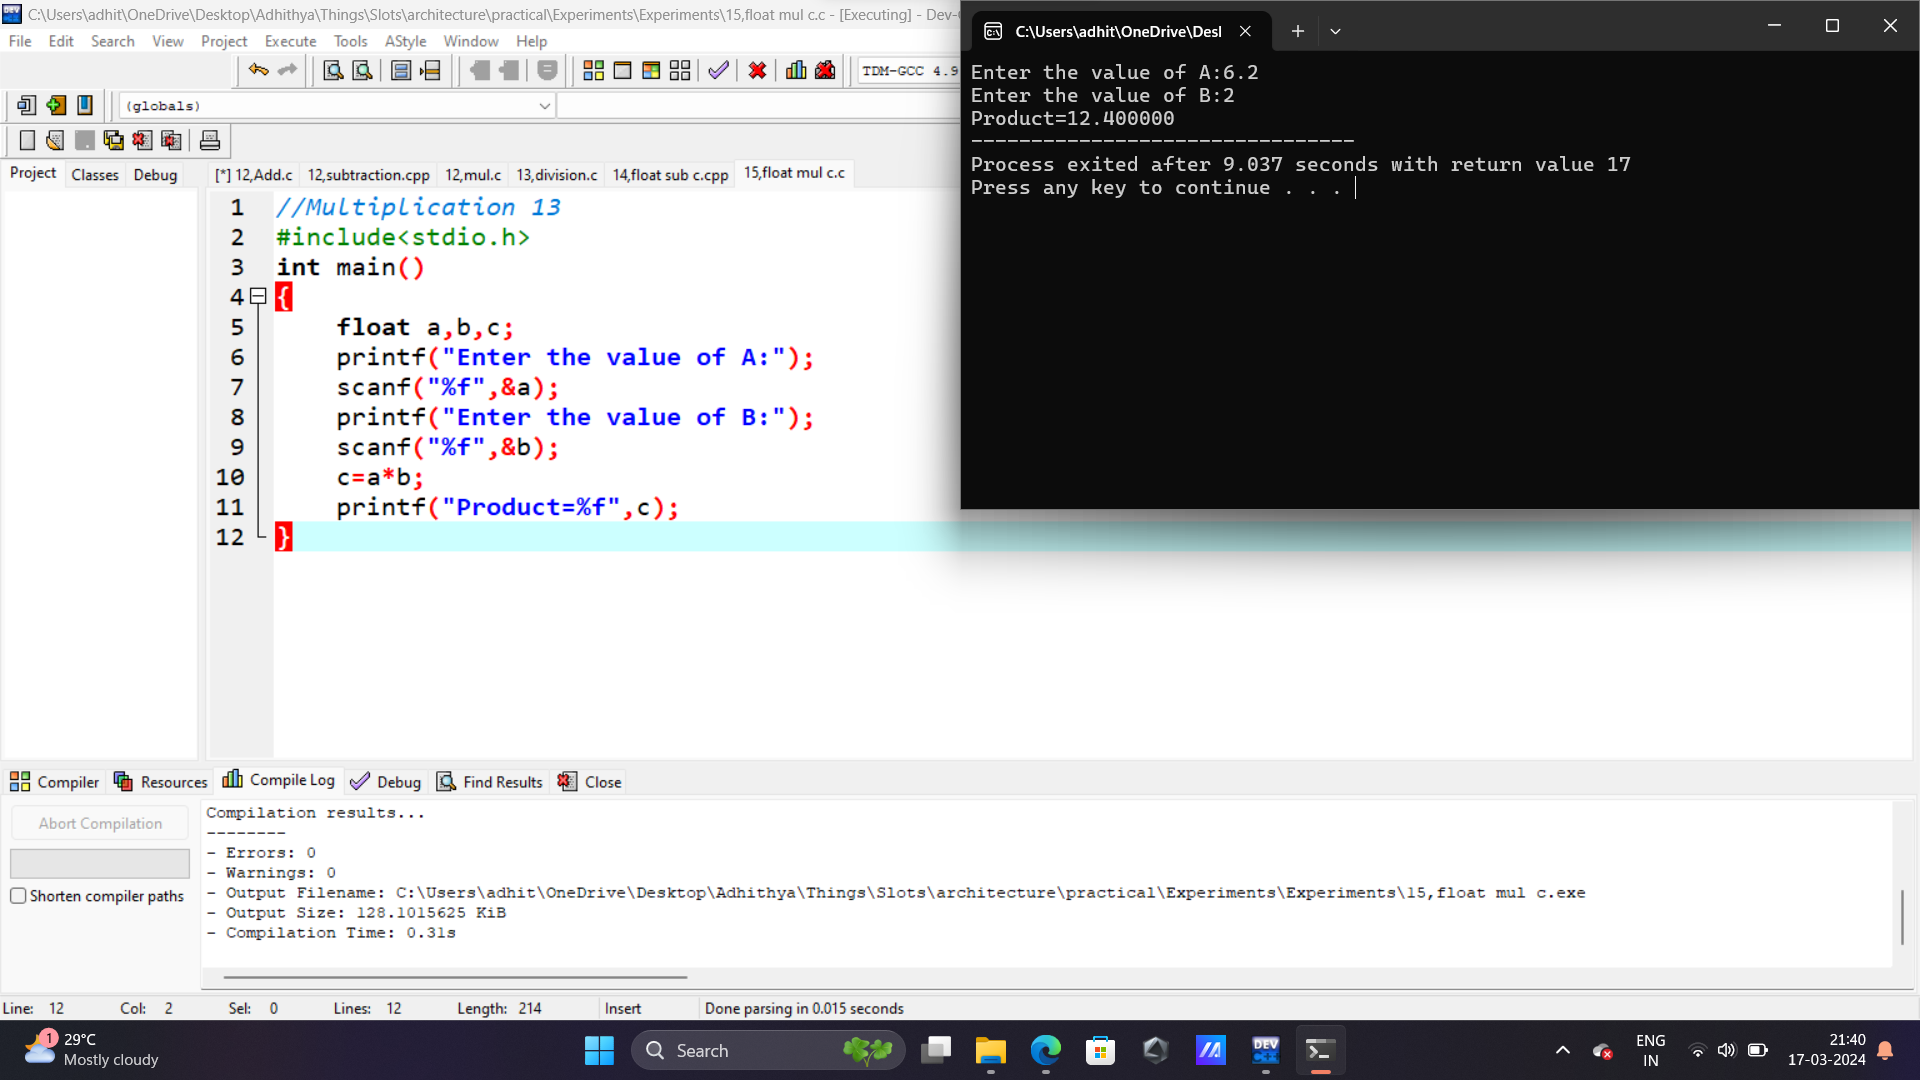 C:\Users\adhit\OneDrive\Desktop\Adhithya\Things\Slots\architecture\practical\Experiments\Experiments\15,float mul c.c - [Executing] - Dev-
File Edit Search View Project Execute Tools AStyle Window Help
TDM-GCC 4.9
(globals)
Project Classes Debug
[*] 12,Add.c 12,subtraction.cpp 12,mul.c 13,division.c 14,float sub c.cpp 15,float mul c.c
1 //Multiplication 13
2 #include<stdio.h>
3 int main()
4 {
5 float a,b,c;
6 printf("Enter the value of A:");
7 scanf("%f",&a);
8 printf("Enter the value of B:");
9 scanf("%f",&b);
10 c=a*b;
11 printf("Product=%f",c);
12 }
C:\Users\adhit\OneDrive\Desl
Enter the value of A:6.2
Enter the value of B:2
Product=12.400000
--------------------------------
Process exited after 9.037 seconds with return value 17
Press any key to continue . . .
Compiler Resources Compile Log Debug Find Results Close
Abort Compilation
Shorten compiler paths
Compilation results...
--------
- Errors: 0
- Warnings: 0
- Output Filename: C:\Users\adhit\OneDrive\Desktop\Adhithya\Things\Slots\architecture\practical\Experiments\Experiments\15,float mul c.exe
- Output Size: 128.1015625 KiB
- Compilation Time: 0.31s
Line: 12 Col: 2 Sel: 0 Lines: 12 Length: 214 Insert Done parsing in 0.015 seconds
1
29°C
Mostly cloudy
Search
DEV
ENG
IN
21:40
17-03-2024